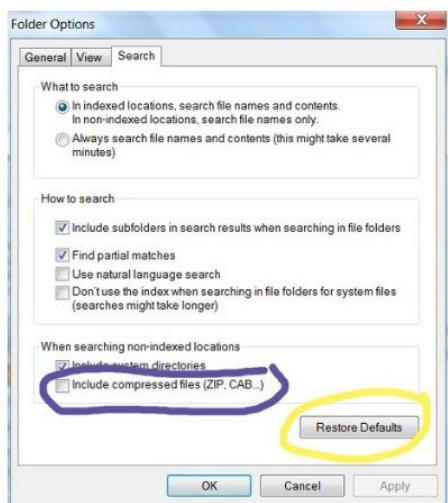 Folder Options
General View Search
What to search
In indexed locations, search file names and contents.
In non-indexed locations, search file names only.
Always search file names and contents (this might take several
minutes)
How to search
Include subfolders in search results when searching in file folders
Find partial matches
Use natural language search
Don't use the index when searching in file folders for system files
(searches might take longer)
When searching non-indexed locations
Include system directories
Include compressed files (ZIP, CAB...)
Restore Defaults
OK Cancel Apply